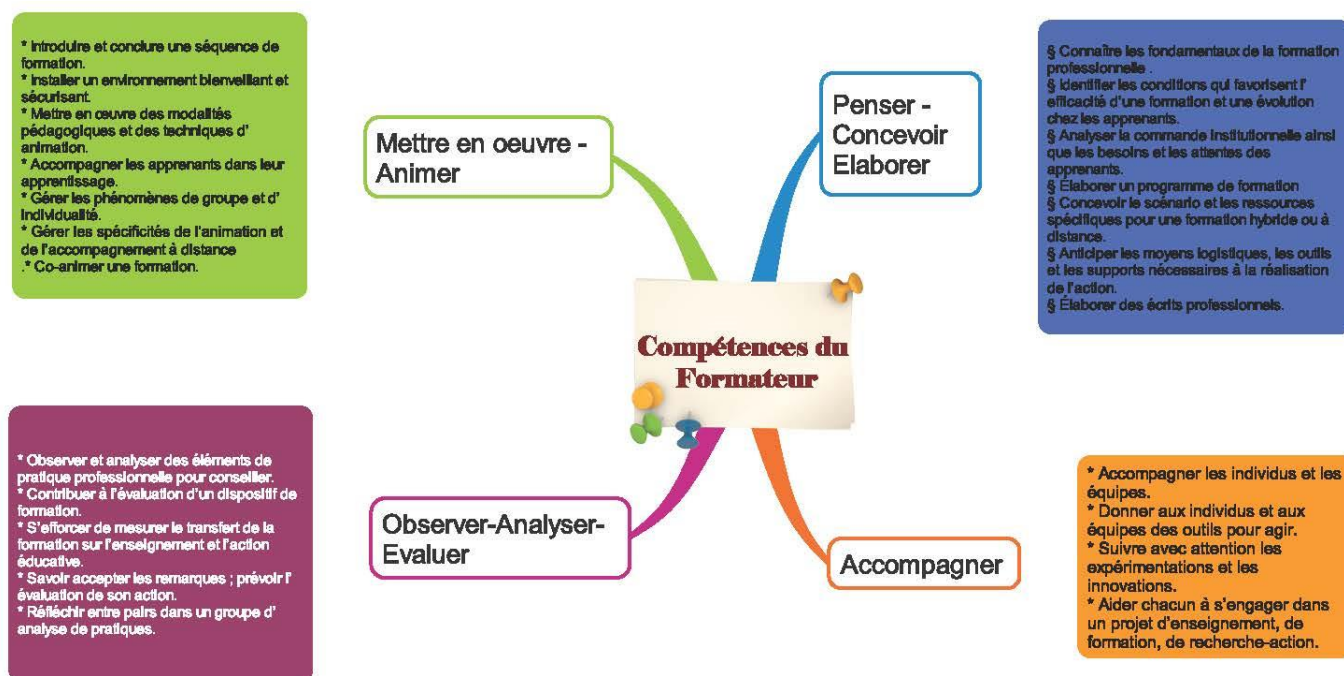 * Introduire et conclure une séquence de
formation.
* Installer un environnement bienveillant et
sécurisant.
* Mettre en œuvre des modalités
pédagogiques et des techniques d'
animation.
* Accompagner les apprenants dans leur
apprentissage.
* Gérer les phénomènes de groupe et d'
individualité.
* Gérer les spécificités de l'animation et
de l'accompagnement à distance
.* Co-animer une formation.
Mettre en oeuvre -
Animer
Penser -
Concevoir
Elaborer
§ Connaître les fondamentaux de la formation
professionnelle .
§ Identifier les conditions qui favorisent l'
efficacité d'une formation et une évolution
chez les apprenants.
§ Analyser la commande institutionnelle ainsi
que les besoins et les attentes des
apprenants.
§ Élaborer un programme de formation
§ Concevoir le scénario et les ressources
spécifiques pour une formation hybride ou à
distance.
§ Anticiper les moyens logistiques, les outils
et les supports nécessaires à la réalisation
de l'action.
§ Élaborer des écrits professionnels.
Compétences du
Formateur
* Observer et analyser des éléments de
pratique professionnelle pour conseiller.
* Contribuer à l'évaluation d'un dispositif de
formation.
* S'efforcer de mesurer le transfert de la
formation sur l'enseignement et l'action
éducative.
* Savoir accepter les remarques ; prévoir l'
évaluation de son action.
* Réfléchir entre pairs dans un groupe d'
analyse de pratiques.
Observer-Analyser-
Evaluer
Accompagner
* Accompagner les individus et les
équipes.
* Donner aux individus et aux
équipes des outils pour agir.
* Suivre avec attention les
expérimentations et les
innovations.
* Aider chacun à s'engager dans
un projet d'enseignement, de
formation, de recherche-action.